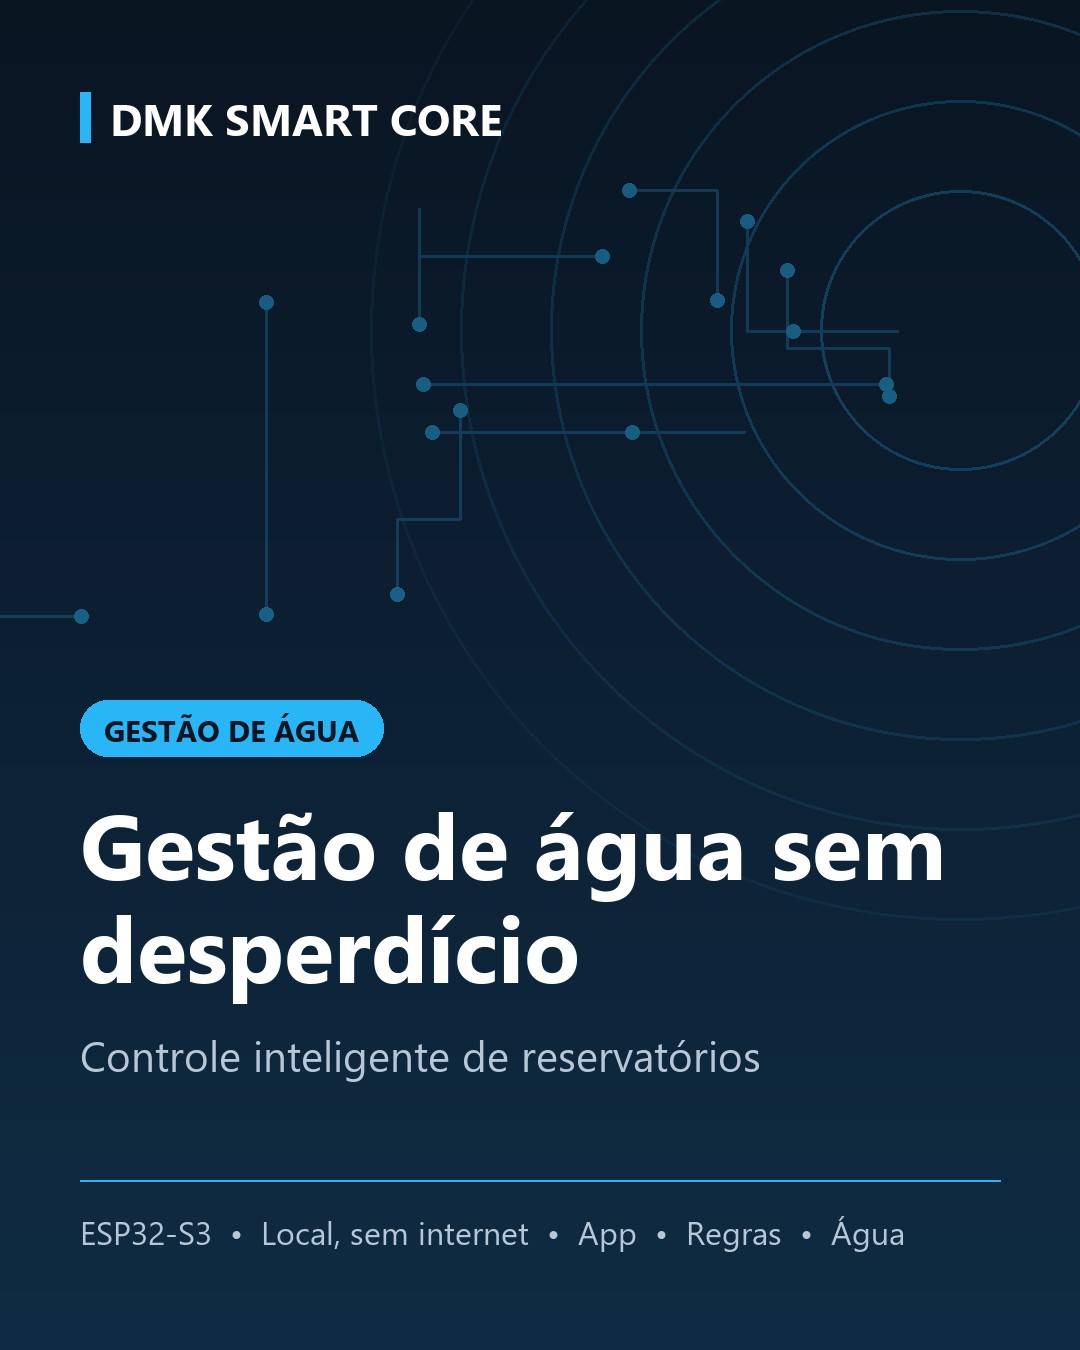 DMK SMART CORE
GESTÃO DE ÁGUA
Gestão de água sem
desperdício
Controle inteligente de reservatórios
ESP32-S3 • Local, sem internet • App • Regras • Água